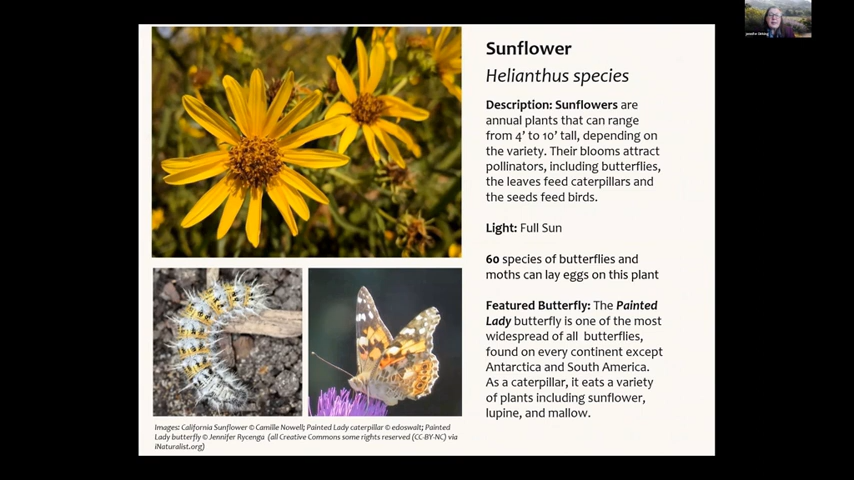 Sunflower
Helianthus species
Description: Sunflowers are
annual plants that can range
from 4' to 10' tall, depending on
the variety. Their blooms attract
pollinators, including butterflies,
the leaves feed caterpillars and
the seeds feed birds.
Light: Full Sun
60 species of butterflies and
moths can lay eggs on this plant
Featured Butterfly: The Painted
Lady butterfly is one of the most
widespread of all butterflies,
found on every continent except
Antarctica and South America.
As a caterpillar, it eats a variety
of plants including sunflower,
lupine, and mallow.
Images: California Sunflower © Camille Nowell; Painted Lady caterpillar © edoswalt; Painted
Lady butterfly © Jennifer Rycenga (all Creative Commons some rights reserved (CC-BY-NC) via
iNaturalist.org)